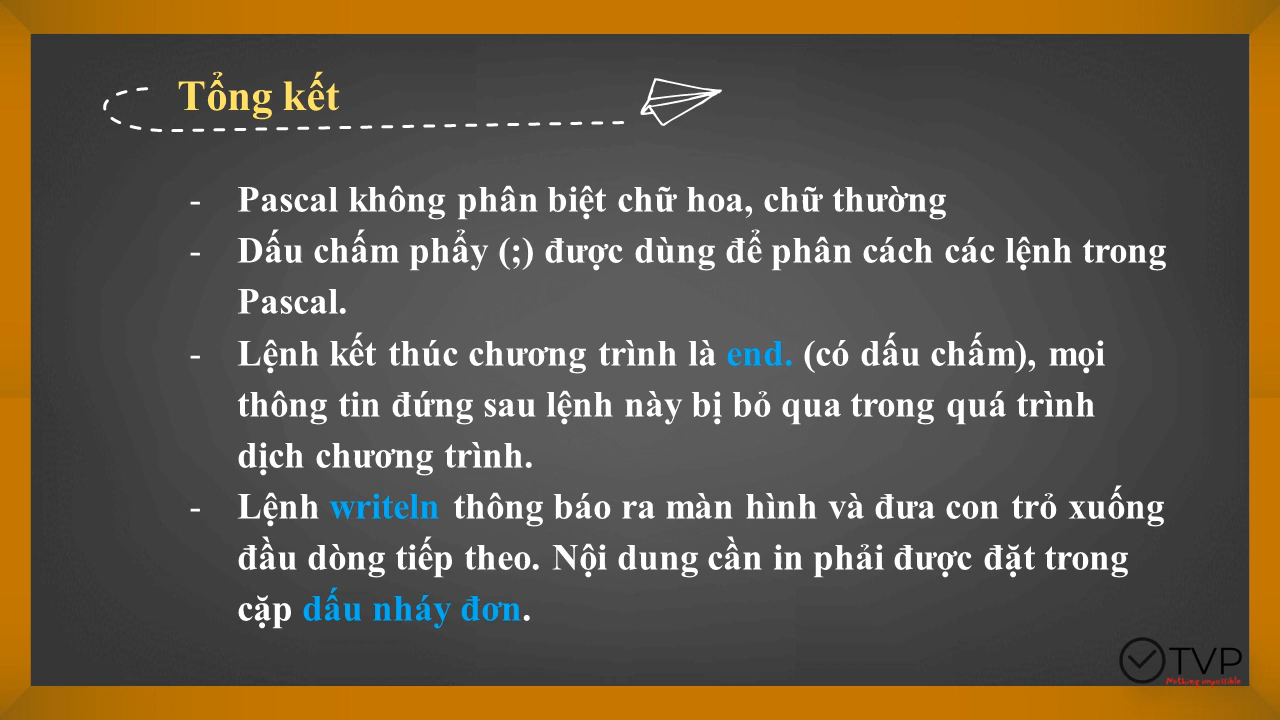 Tổng kết
- Pascal không phân biệt chữ hoa, chữ thường
- Dấu chấm phẩy (;) được dùng để phân cách các lệnh trong
Pascal.
- Lệnh kết thúc chương trình là end. (có dấu chấm), mọi
thông tin đứng sau lệnh này bị bỏ qua trong quá trình
dịch chương trình.
- Lệnh writeln thông báo ra màn hình và đưa con trỏ xuống
đầu dòng tiếp theo. Nội dung cần in phải được đặt trong
cặp dấu nháy đơn.
TVP
Nothing impossible